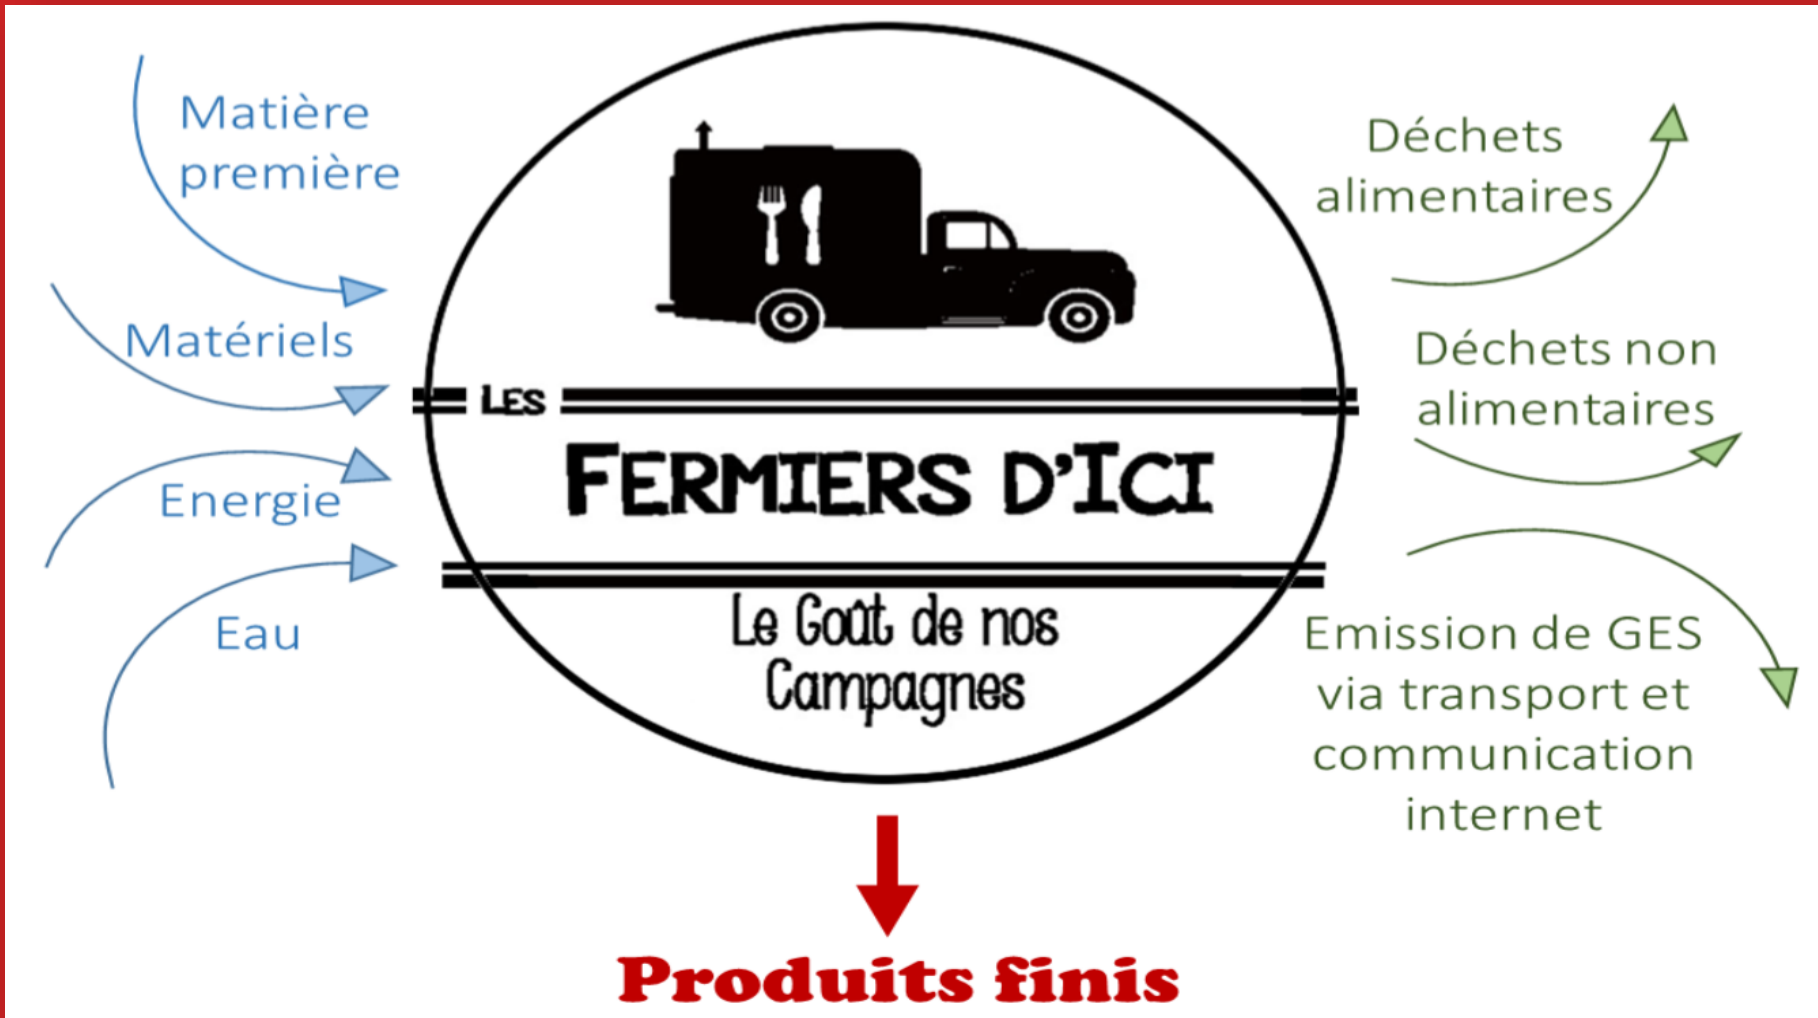 Matière
première
Matériels
Energie
Eau
LES
FERMIERS D'ICI
Le Goût de nos
Campagnes
Déchets
alimentaires
Déchets non
alimentaires
Emission de GES
via transport et
communication
internet
Produits finis